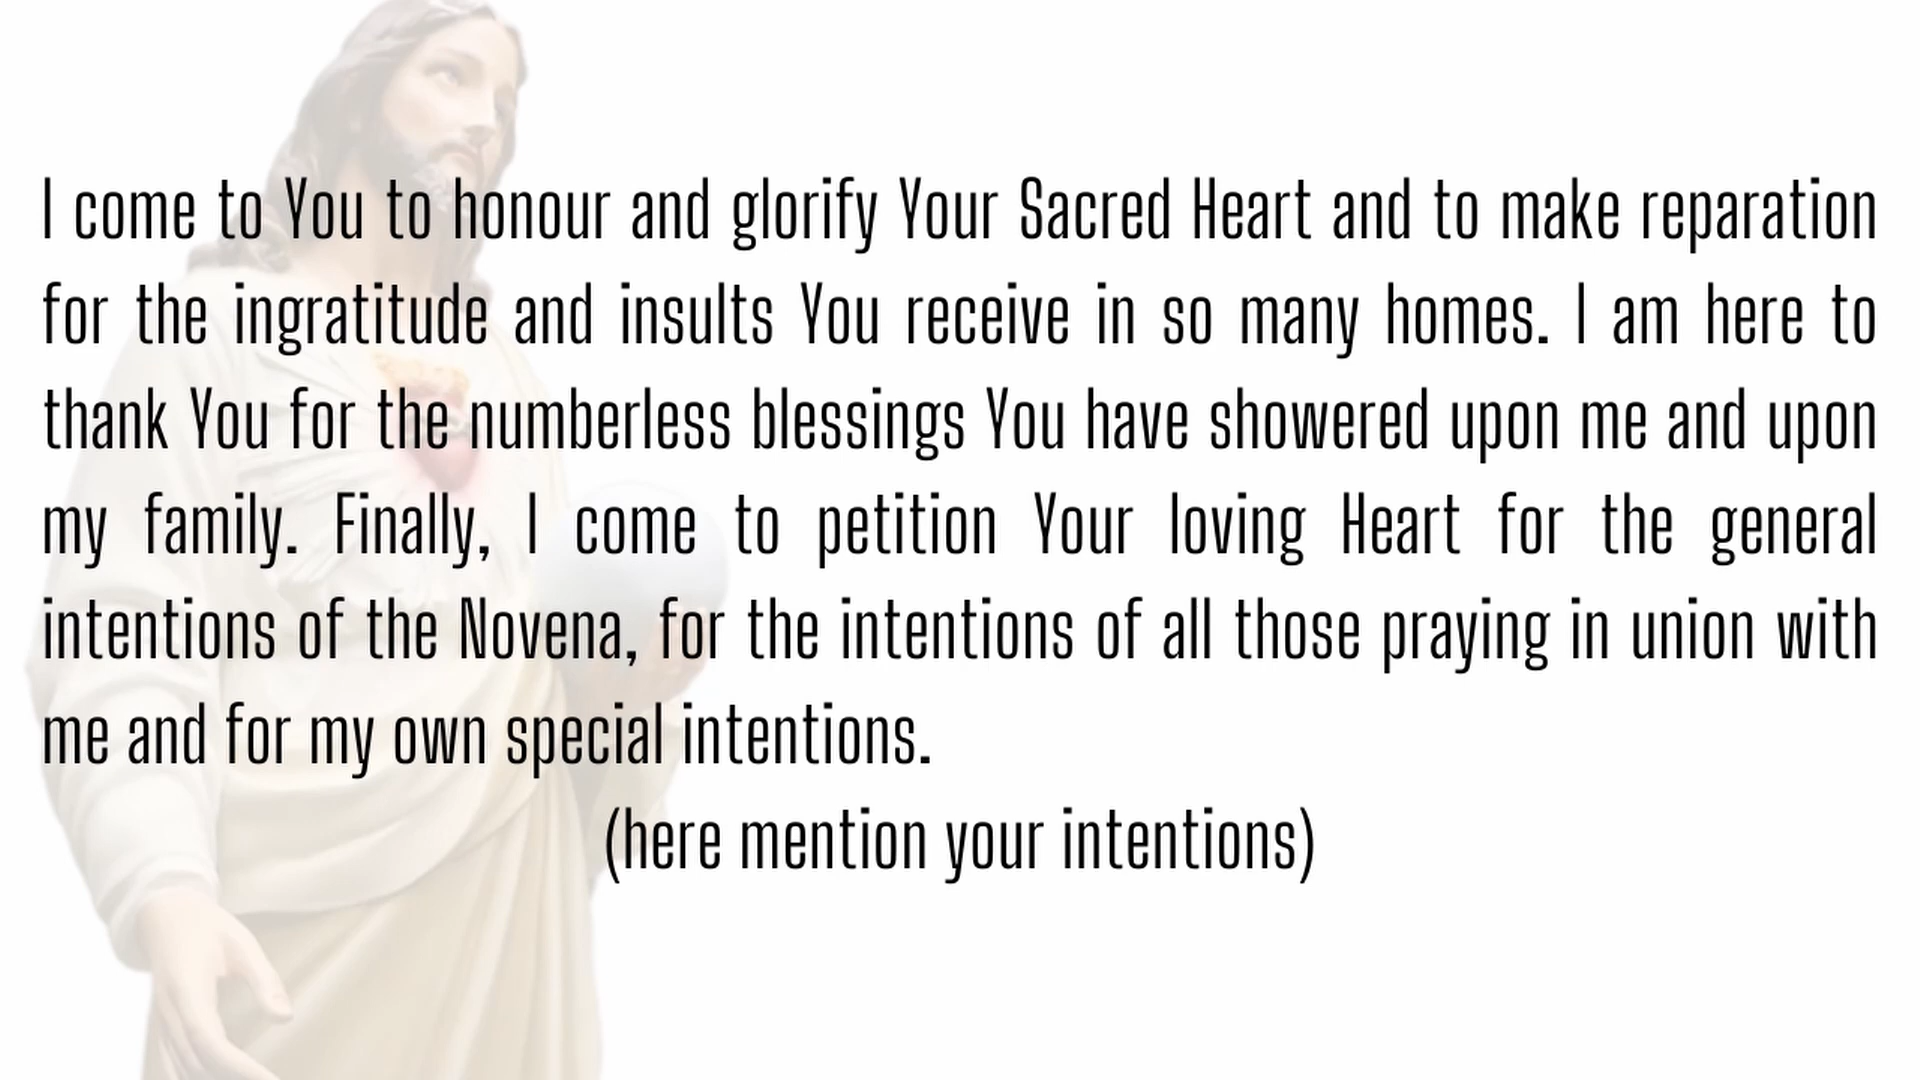 I come to You to honour and glorify Your Sacred Heart and to make reparation
for the ingratitude and insults You receive in so many homes. I am here to
thank You for the numberless blessings You have showered upon me and upon
my family. Finally, I come to petition Your loving Heart for the general
intentions of the Novena, for the intentions of all those praying in union with
me and for my own special intentions.
(here mention your intentions)